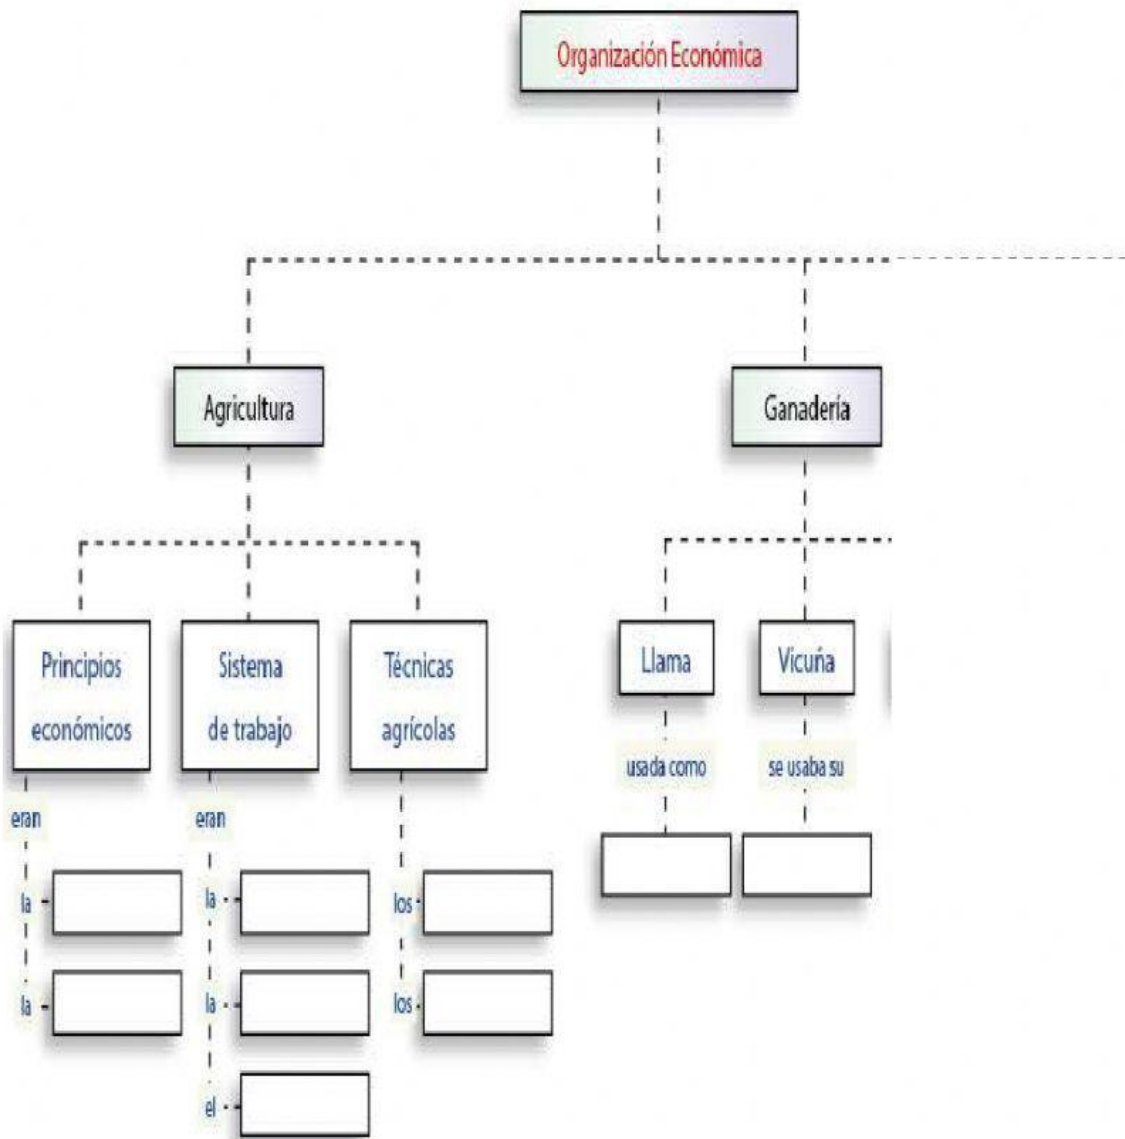 Organización Económica
Agricultura
Ganadería
Principios
económicos
Sistema
de trabajo
Técnicas
agrícolas
Llama
Vicuña
usada como
se usaba su
eran
eran
la
la
los
la
la
los
el